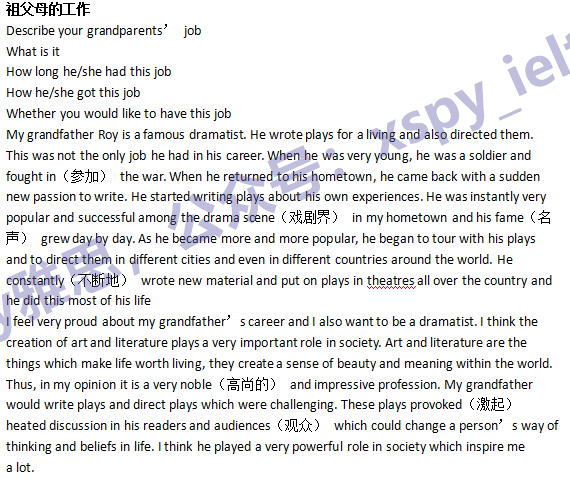 祖父母的工作
Describe your grandparents’ job
What is it
How long he/she had this job
How he/she got this job
Whether you would like to have this job
My grandfather Roy is a famous dramatist. He wrote plays for a living and also directed them.
This was not the only job he had in his career. When he was very young, he was a soldier and
fought in（参加） the war. When he returned to his hometown, he came back with a sudden
new passion to write. He started writing plays about his own experiences. He was instantly very
popular and successful among the drama scene（戏剧界） in my hometown and his fame（名
声） grew day by day. As he became more and more popular, he began to tour with his plays
and to direct them in different cities and even in different countries around the world. He
constantly（不断地） wrote new material and put on plays in theatres all over the country and
he did this most of his life
I feel very proud about my grandfather’s career and I also want to be a dramatist. I think the
creation of art and literature plays a very important role in society. Art and literature are the
things which make life worth living, they create a sense of beauty and meaning within the world.
Thus, in my opinion it is a very noble（高尚的） and impressive profession. My grandfather
would write plays and direct plays which were challenging. These plays provoked（激起）
heated discussion in his readers and audiences（观众） which could change a person’s way of
thinking and beliefs in life. I think he played a very powerful role in society which inspire me
a lot.
y雅思，公众号：xspy_ielt